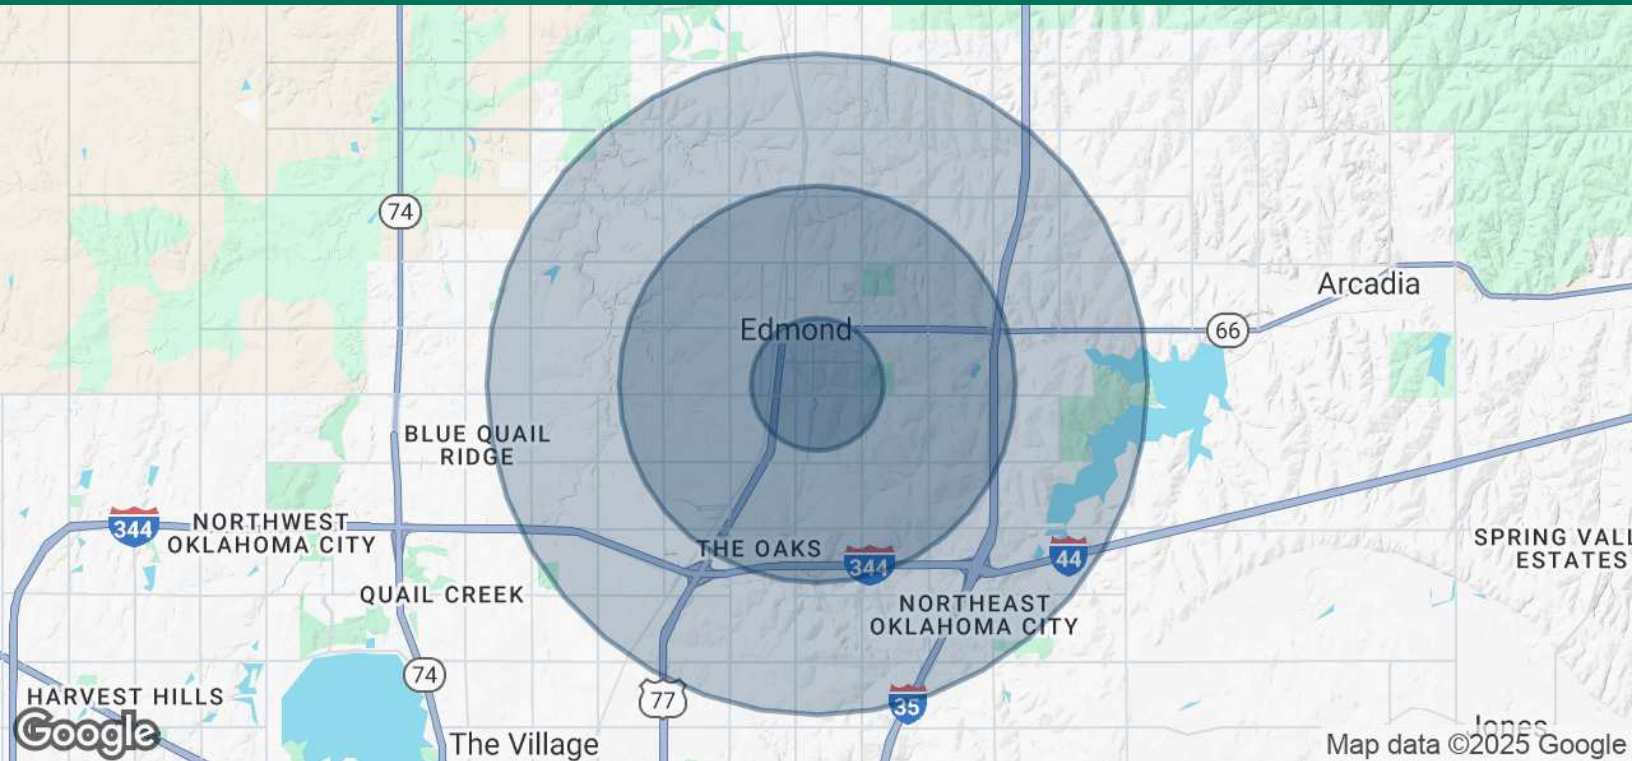 74
Arcadia
Edmond
66
BLUE QUAIL
RIDGE
344
NORTHWEST
OKLAHOMA CITY
THE OAKS
344
44
SPRING VALL
ESTATES
QUAIL CREEK
NORTHEAST
OKLAHOMA CITY
74
HARVEST HILLS
77
35
Google
The Village
Jones
Map data ©2025 Google